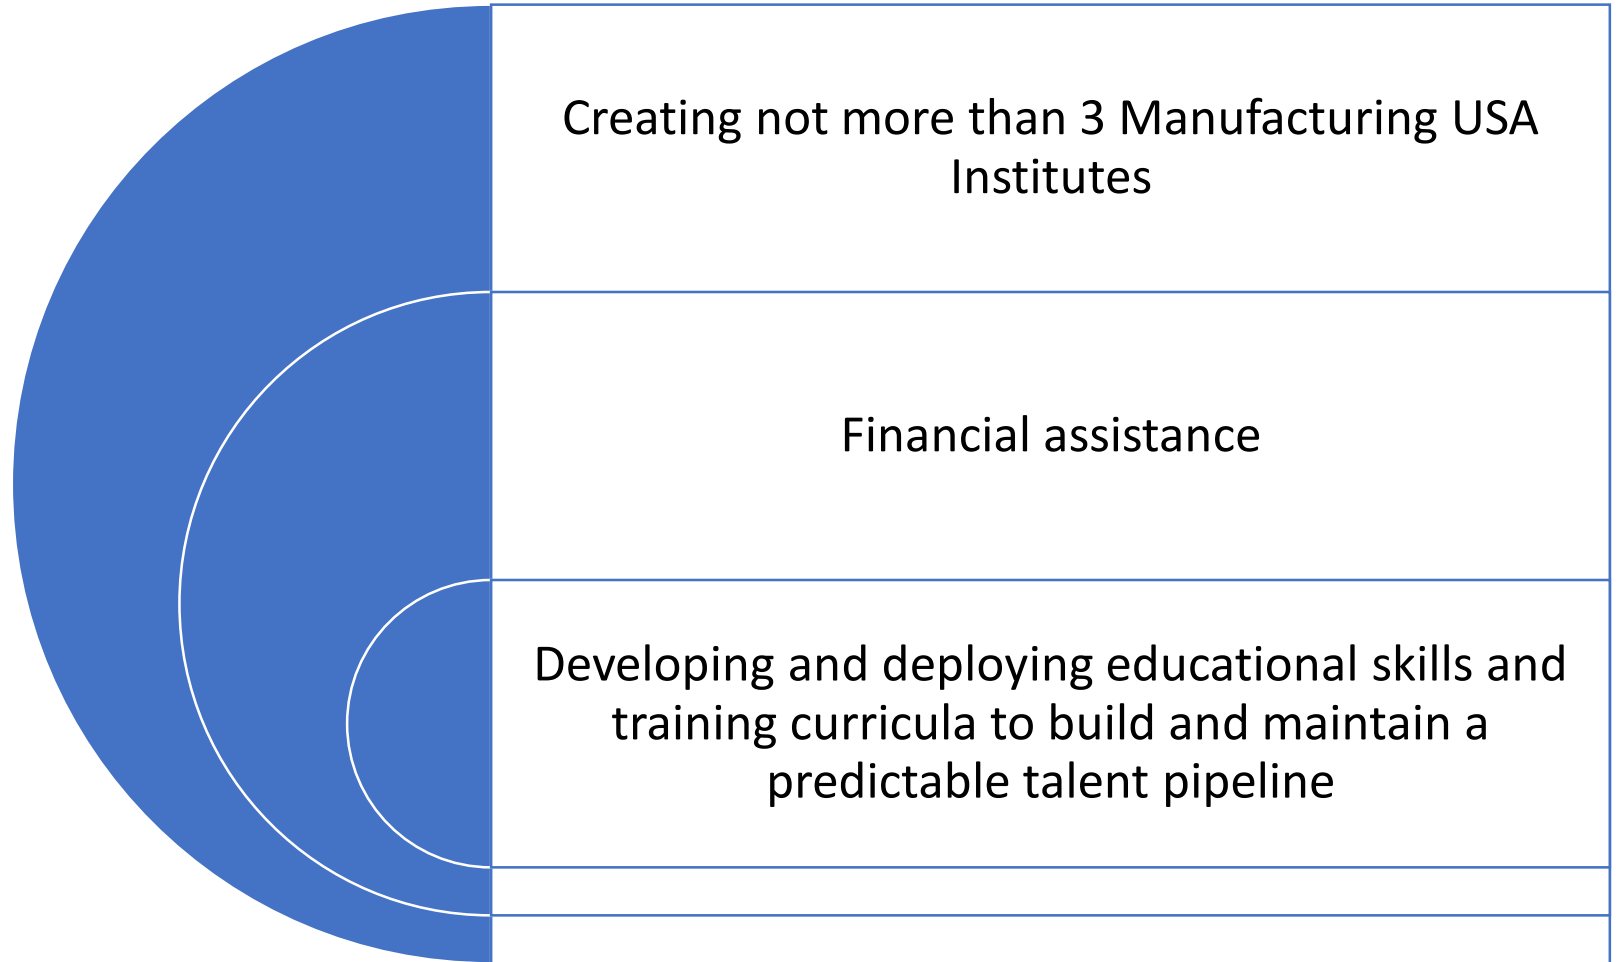 Creating not more than 3 Manufacturing USA
Institutes
Financial assistance
Developing and deploying educational skills and
training curricula to build and maintain a
predictable talent pipeline